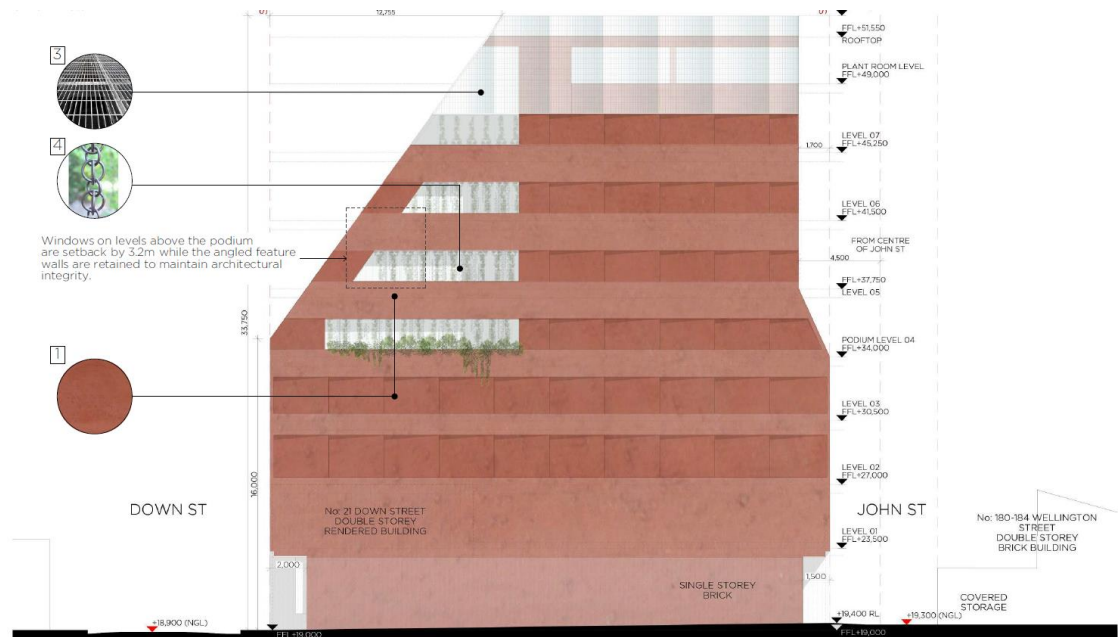 12,755
FFL+51,550
ROOFTOP
3
PLANT ROOM LEVEL
FFL+49,000
LEVEL 07
FFL+45,250
1,700
4
LEVEL 06
FFL+41,500
Windows on levels above the podium
are setback by 3.2m while the angled feature
walls are retained to maintain architectural
integrity.
FROM CENTRE
OF JOHN ST
4,500
FFL+37,750
LEVEL 05
33,750
PODIUM LEVEL 04
FFL+34,000
1
LEVEL 03
FFL+30,500
LEVEL 02
FFL+27,000
16,000
DOWN ST
No: 21 DOWN STREET
DOUBLE STOREY
RENDERED BUILDING
JOHN ST
No: 180-184 WELLINGTON
STREET
DOUBLE STOREY
BRICK BUILDING
LEVEL 01
FFL+23,500
2,000
1,500
SINGLE STOREY
BRICK
COVERED
STORAGE
+18,900 (NGL)
+19,400 RL
+19,300 (NGL)
FFL+19,000
FFL+19,000